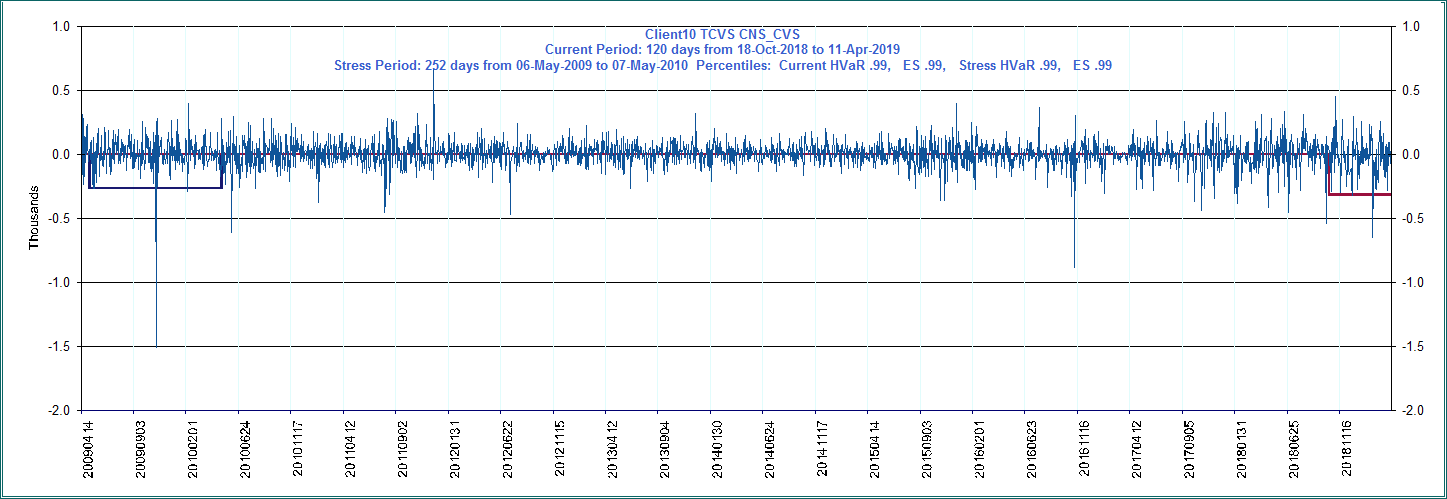 Client10 TCVS CNS_CVS
Current Period: 120 days from 18-Oct-2018 to 11-Apr-2019
Stress Period: 252 days from 06-May-2009 to 07-May-2010 Percentiles: Current HVaR .99, ES .99, Stress HVaR .99, ES .99
1.0 1.0
0.5 0.5
0.0 0.0
-0.5 -0.5
-1.0 -1.0
-1.5 -1.5
-2.0 -2.0
Thousands
20090414 20090903 20100201 20100624 20101117 20110412 20110902 20120131 20120622 20121115 20130412 20130904 20140130 20140624 20141117 20150414 20150903 20160201 20160623 20161116 20170412 20170905 20180131 20180625 20181116